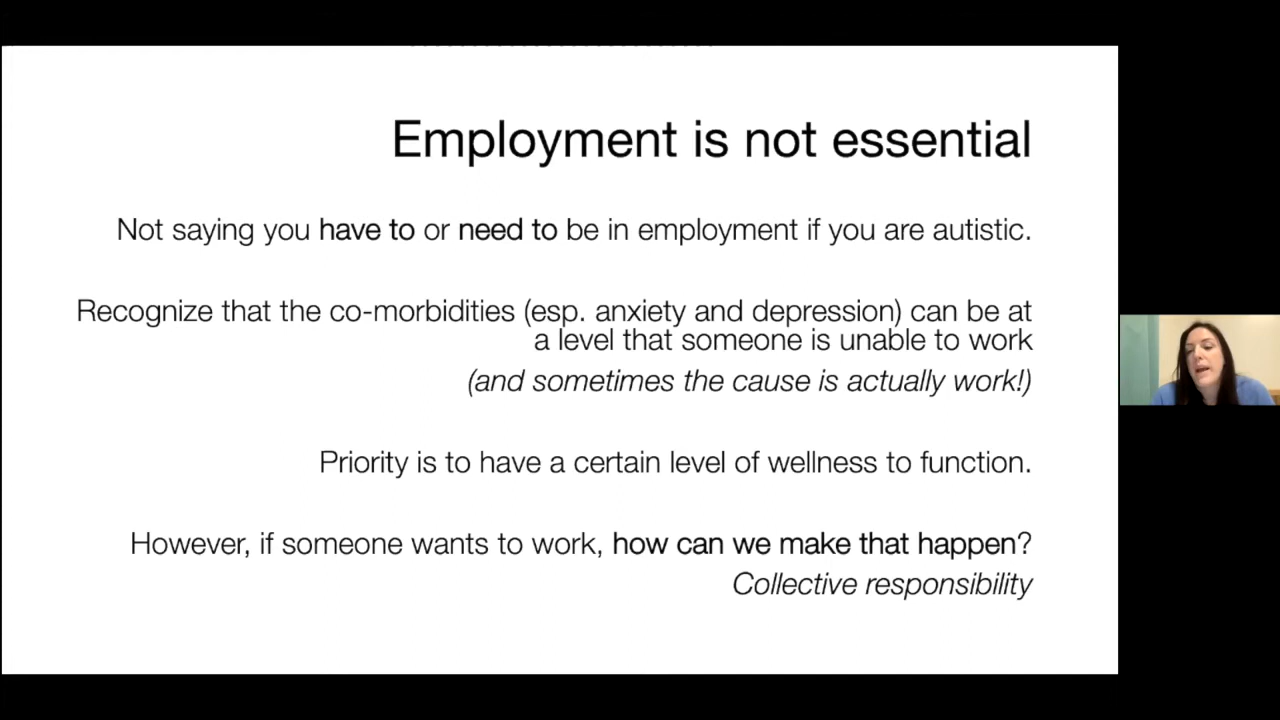 Employment is not essential
Not saying you have to or need to be in employment if you are autistic.
Recognize that the co-morbidities (esp. anxiety and depression) can be at
a level that someone is unable to work
(and sometimes the cause is actually work!)
Priority is to have a certain level of wellness to function.
However, if someone wants to work, how can we make that happen?
Collective responsibility